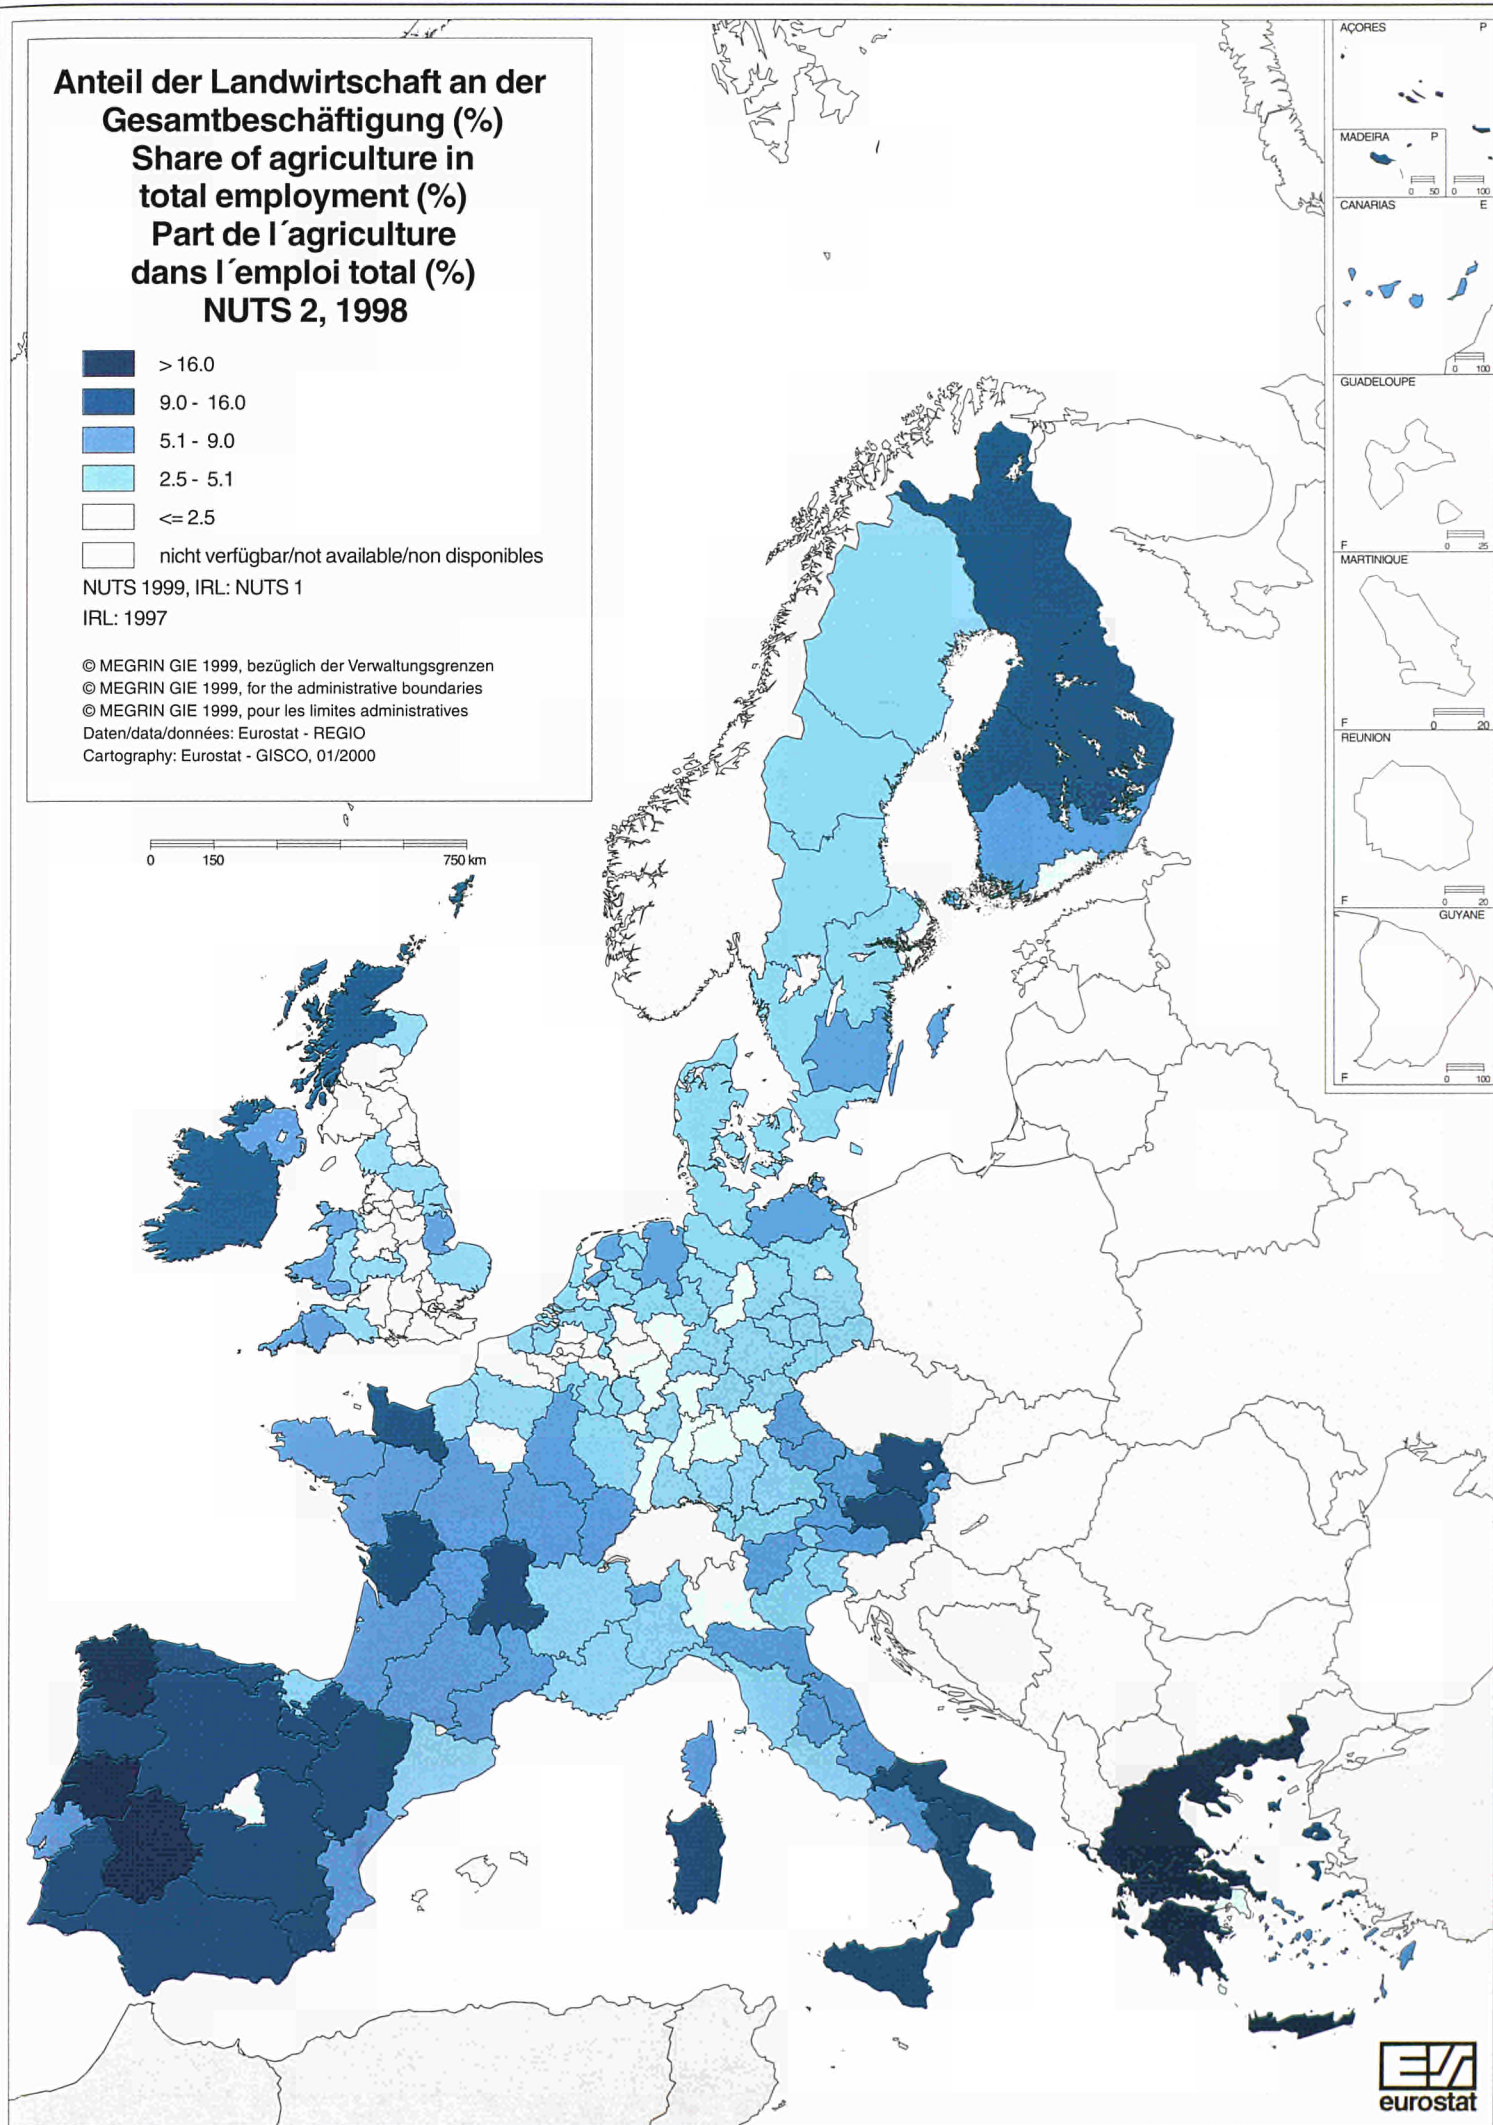 Anteil der Landwirtschaft an der
Gesamtbeschäftigung (%)
Share of agriculture in
total employment (%)
Part de l´agriculture
dans l´emploi total (%)
NUTS 2, 1998
> 16.0
9.0 - 16.0
5.1 - 9.0
2.5 - 5.1
<= 2.5
nicht verfügbar/not available/non disponibles
NUTS 1999, IRL: NUTS 1
IRL: 1997
© MEGRIN GIE 1999, bezüglich der Verwaltungsgrenzen
© MEGRIN GIE 1999, for the administrative boundaries
© MEGRIN GIE 1999, pour les limites administratives
Daten/data/données: Eurostat - REGIO
Cartography: Eurostat - GISCO, 01/2000
0 150 750 km
AÇORES P
MADEIRA P
0 50 0 100
CANARIAS E
0 100
GUADELOUPE
F 0 25
MARTINIQUE
F 0 20
REUNION
F 0 20
GUYANE
F 0 100
eurostat